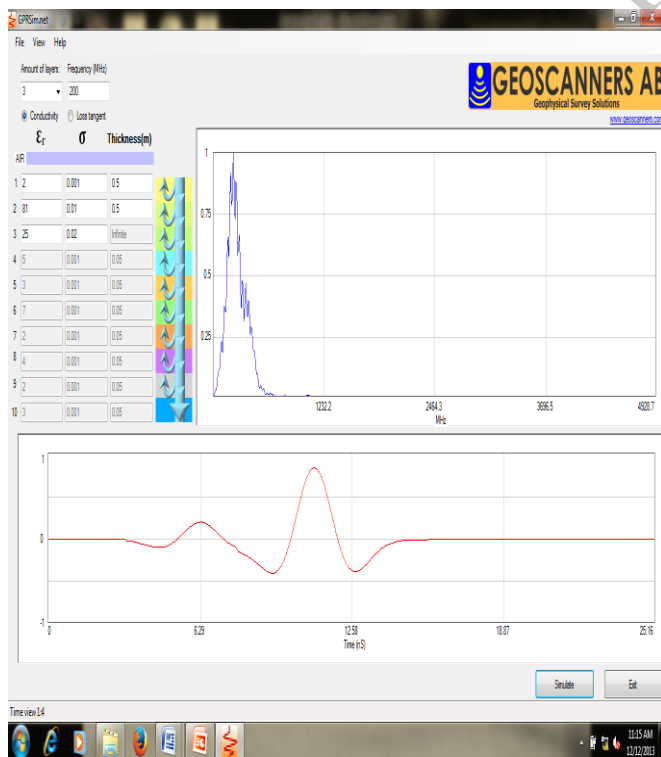 GPRSim.net
File View Help
Amount of layers: Frequency (MHz)
3 200
Conductivity Loss tangent
εr σ Thickness(m)
AIR
1 2 0.001 0.5
2 81 0.01 0.5
3 25 0.02 Infinite
4 5 0.001 0.05
5 3 0.001 0.05
6 7 0.001 0.05
7 2 0.001 0.05
8 4 0.001 0.05
9 2 0.001 0.05
10 3 0.001 0.05
GEOSCANNERS AB
Geophysical Survey Solutions
www.geoscanners.com
1
0.75
0.5
0.25
1232.2 2464.3 3696.5 4928.7
MHz
1
0
-1
0 6.29 12.58 18.87 25.16
Time (nS)
Simulate Exit
Time view 1:4
11:15 AM
12/12/2013